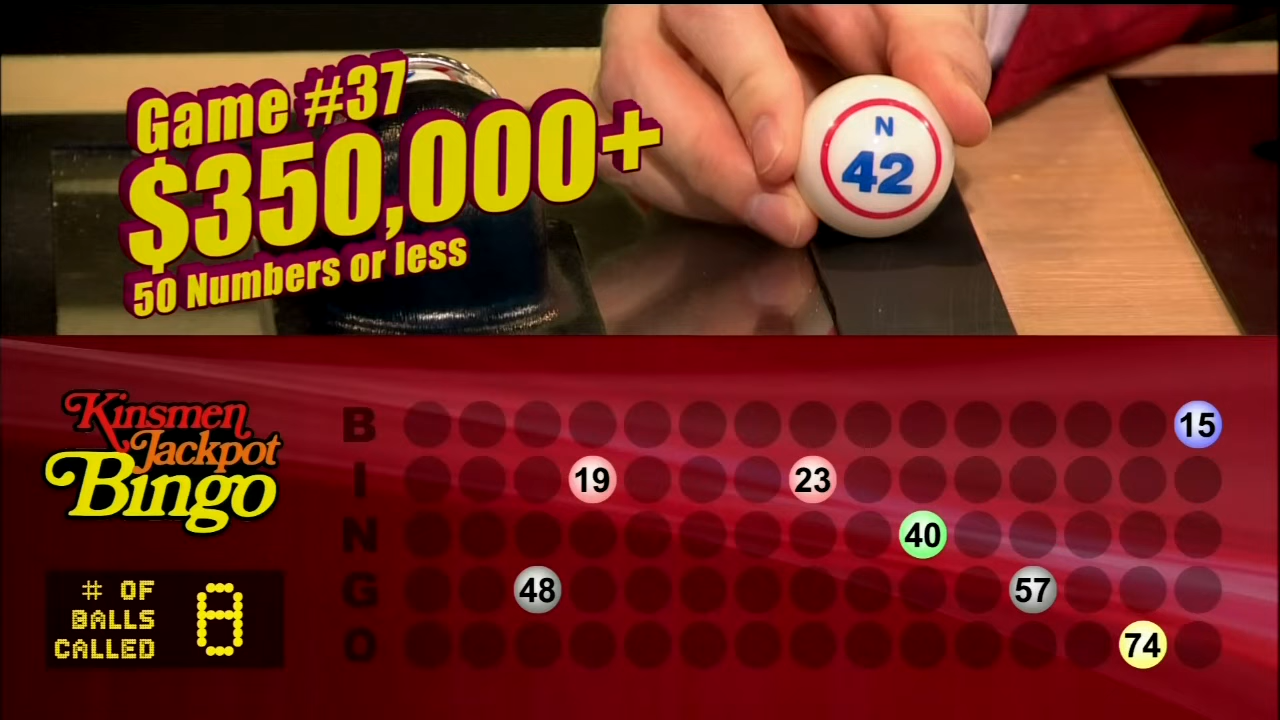 Game #37
$350,000+
50 Numbers or less
N
42
Kinsmen
Jackpot
Bingo
# OF
BALLS
CALLED
8
B 15
I 19 23
N 40
G 48 57
O 74